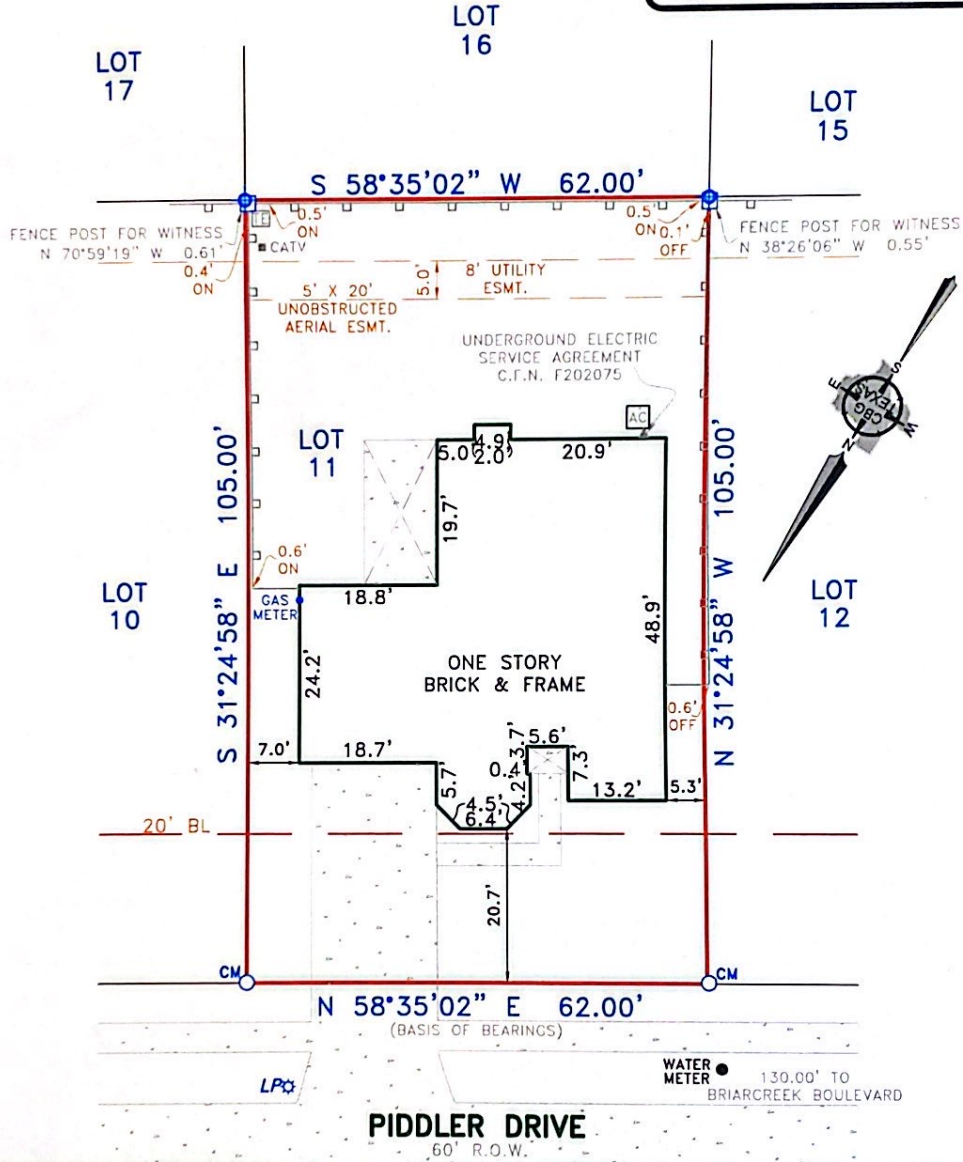 LOT
16
LOT
17
LOT
15
S 58°35'02" W 62.00'
FENCE POST FOR WITNESS
N 70°59'19" W 0.61'
0.5'
ON
0.5'
ON
0.1'
OFF
FENCE POST FOR WITNESS
N 38°26'06" W 0.55'
CATV
0.4'
ON
5.0'
8' UTILITY
ESMT.
5' X 20'
UNOBSTRUCTED
AERIAL ESMT.
UNDERGROUND ELECTRIC
SERVICE AGREEMENT
C.F.N. F202075
AC
S
E
CBG
TEXAS
W
N
LOT
11
5.0'
4.9'
2.0'
20.9'
19.7'
S 31°24'58" E 105.00'
N 31°24'58" W 105.00'
0.6'
ON
LOT
10
GAS
METER
18.8'
LOT
12
24.2'
48.9'
ONE STORY
BRICK & FRAME
0.6'
OFF
7.0'
18.7'
5.7'
4.5'
6.4'
4.2'
0.4'
3.7'
5.6'
7.3'
13.2'
5.3'
20' BL
20.7'
CM
CM
N 58°35'02" E 62.00'
(BASIS OF BEARINGS)
LP
WATER
METER
130.00' TO
BRIARCREEK BOULEVARD
PIDDLER DRIVE
60' R.O.W.